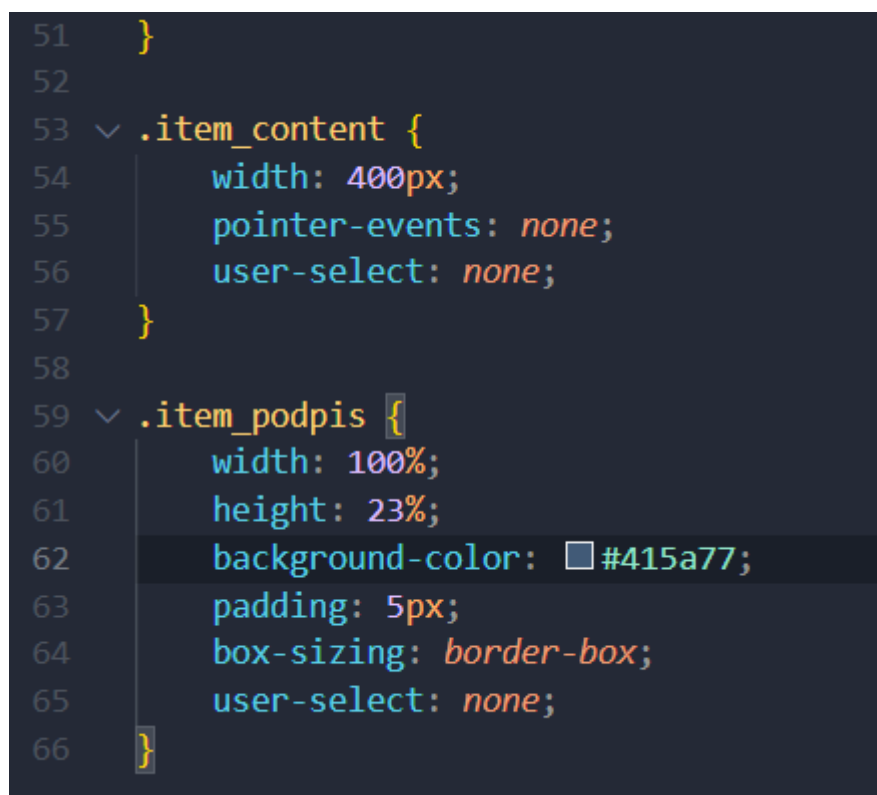 51 }
52
53 .item_content {
54 width: 400px;
55 pointer-events: none;
56 user-select: none;
57 }
58
59 .item_podpis {
60 width: 100%;
61 height: 23%;
62 background-color: #415a77;
63 padding: 5px;
64 box-sizing: border-box;
65 user-select: none;
66 }